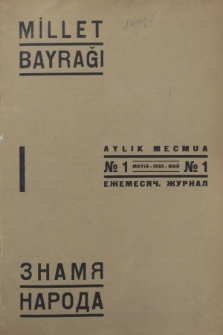 MİLLET
BAYRAĞI
AYLIK MECMUA
№ 1 MAYIS - 1935 - МАЙ № 1
ЕЖЕМЕСЯЧ. ЖУРНАЛ
ЗНАМЯ
НАРОДА